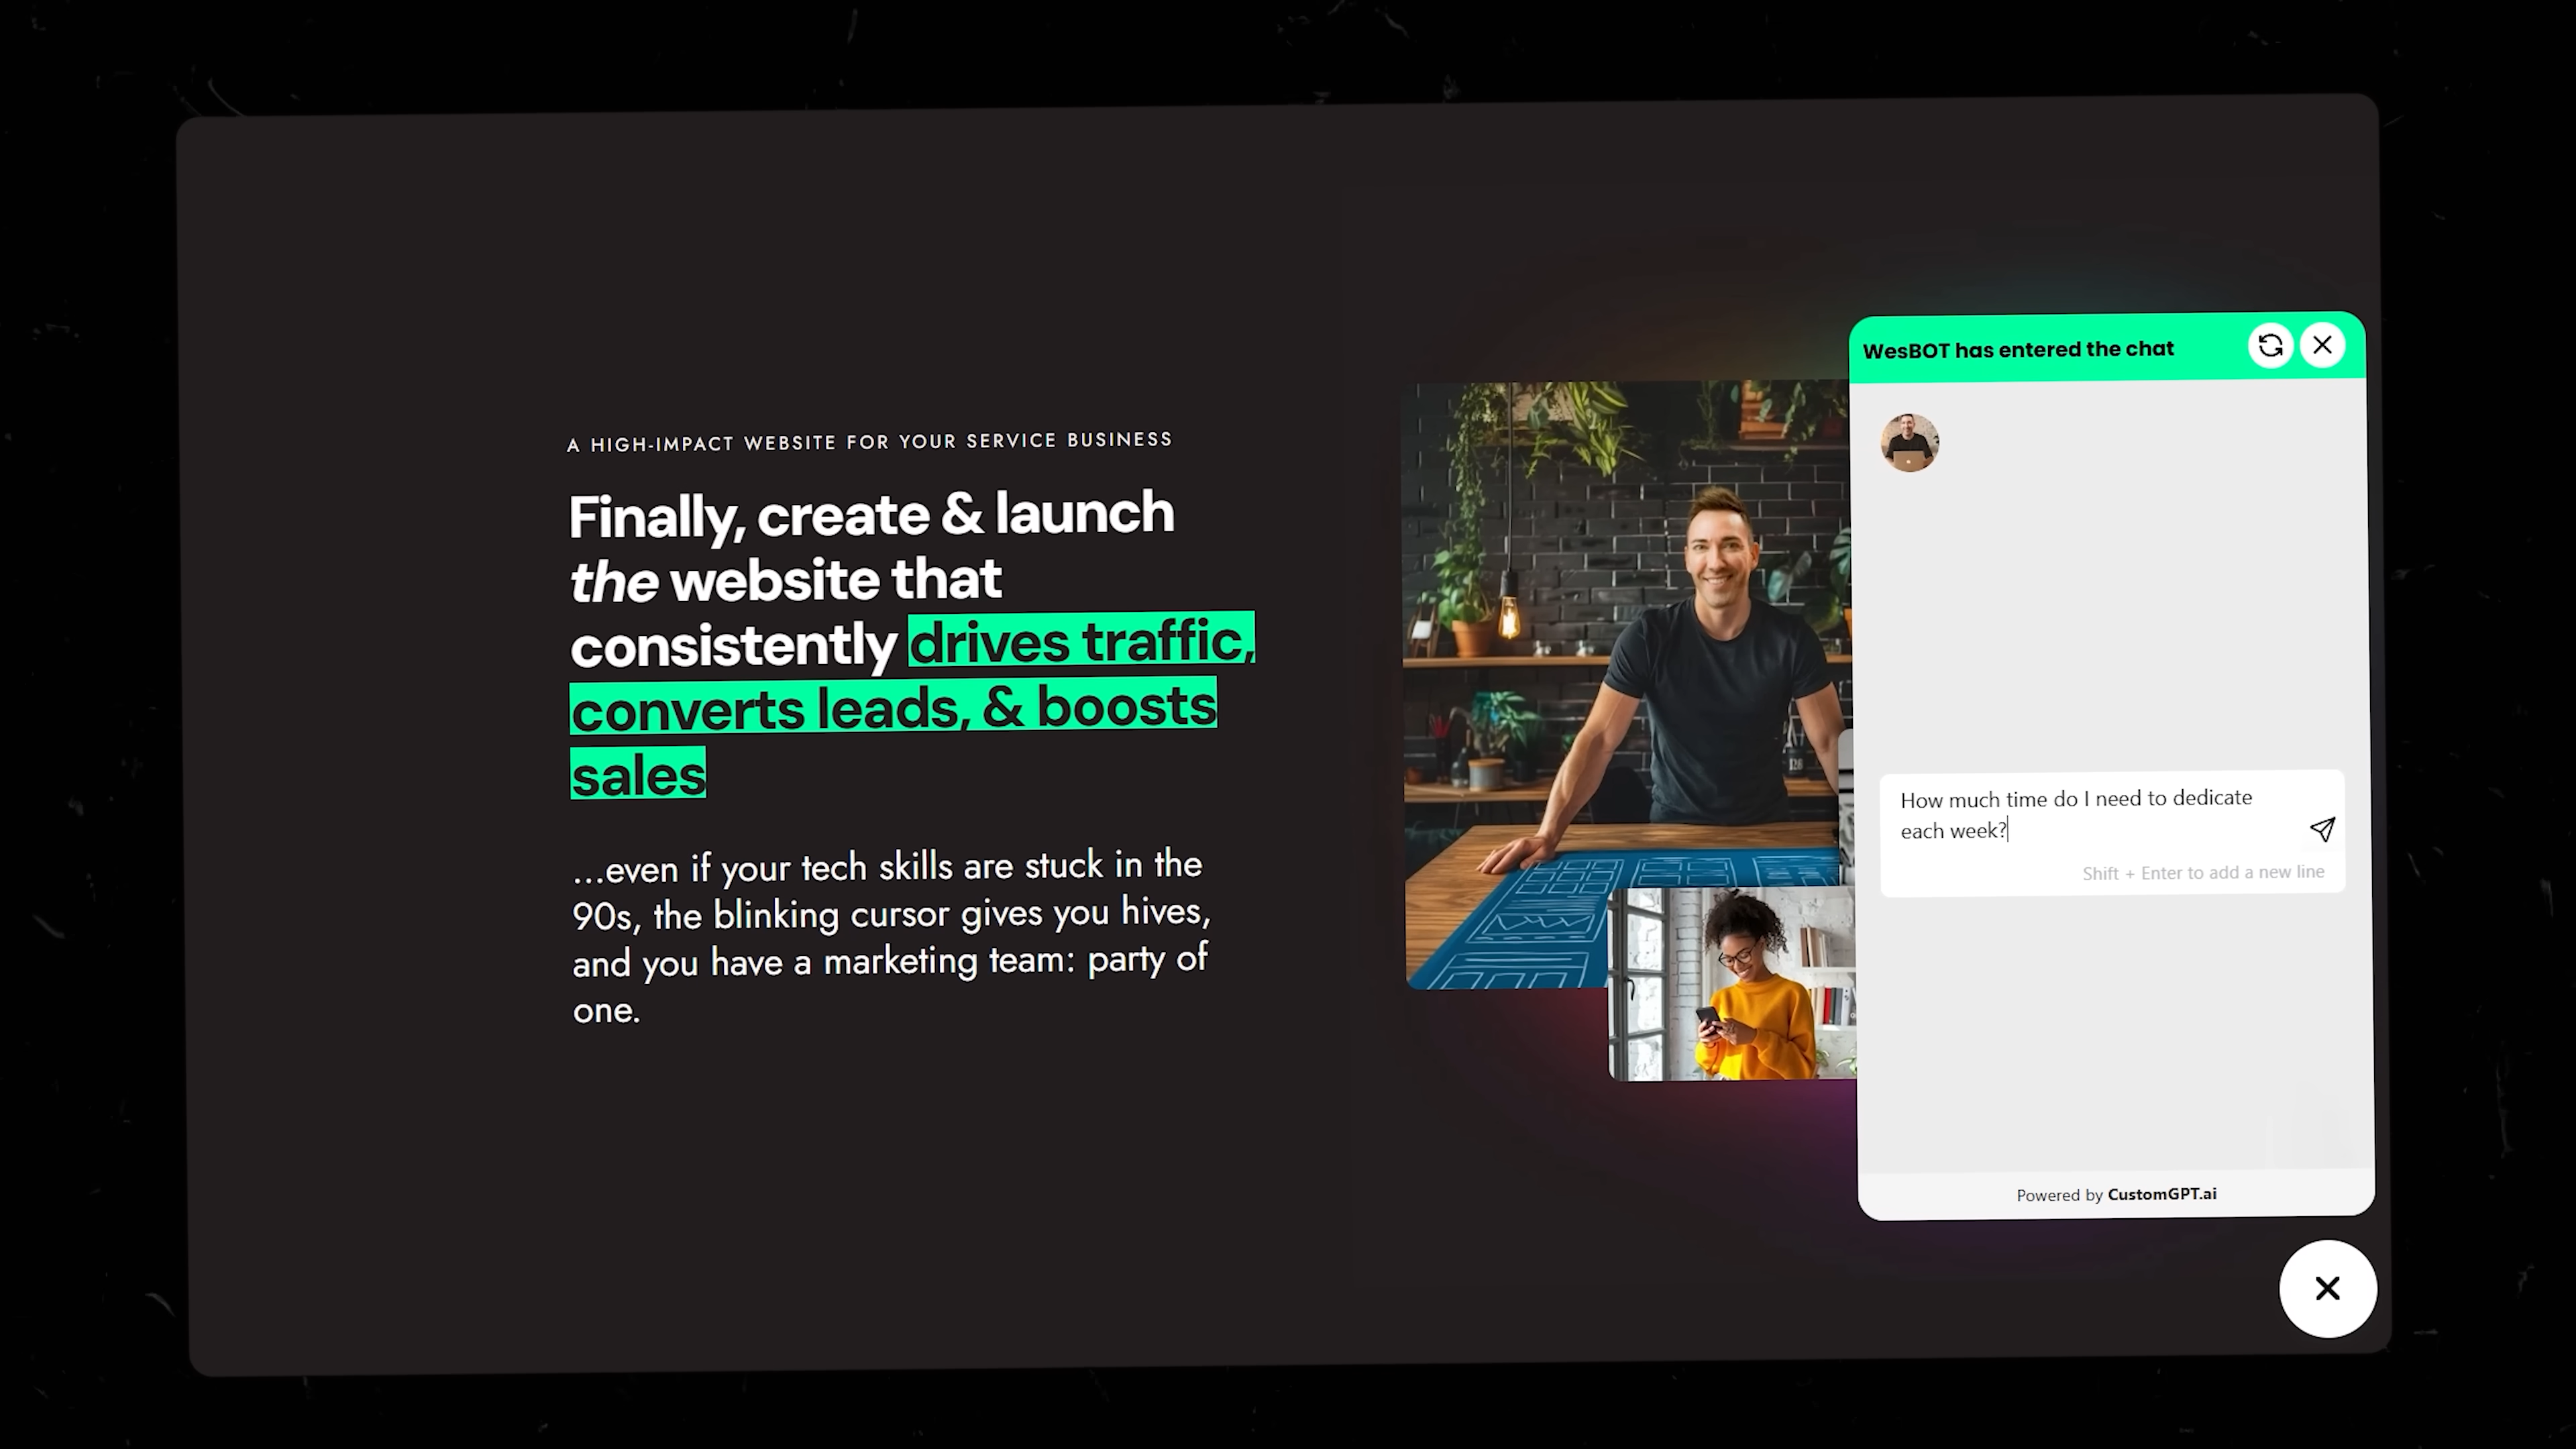 A HIGH-IMPACT WEBSITE FOR YOUR SERVICE BUSINESS
Finally, create & launch
the website that
consistently drives traffic,
converts leads, & boosts
sales
...even if your tech skills are stuck in the
90s, the blinking cursor gives you hives,
and you have a marketing team: party of
one.
WesBOT has entered the chat
How much time do I need to dedicate
each week?
Shift + Enter to add a new line
Powered by CustomGPT.ai